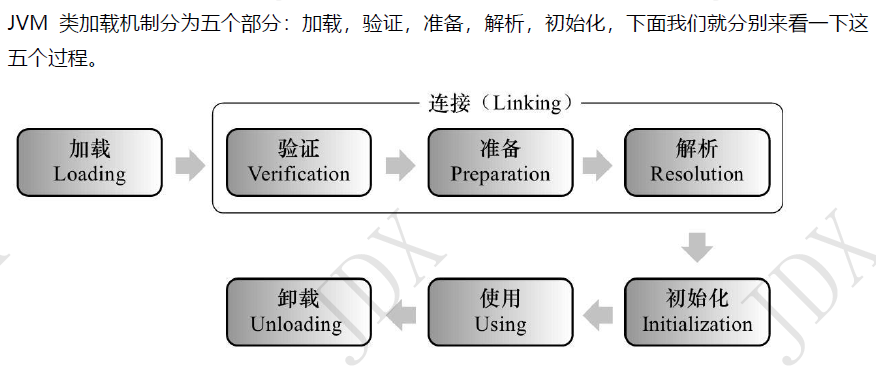 JVM 类加载机制分为五个部分：加载，验证，准备，解析，初始化，下面我们就分别来看一下这
五个过程。
连接（Linking）
加载
Loading
验证
Verification
准备
Preparation
解析
Resolution
初始化
Initialization
使用
Using
卸载
Unloading
JDX
JDX